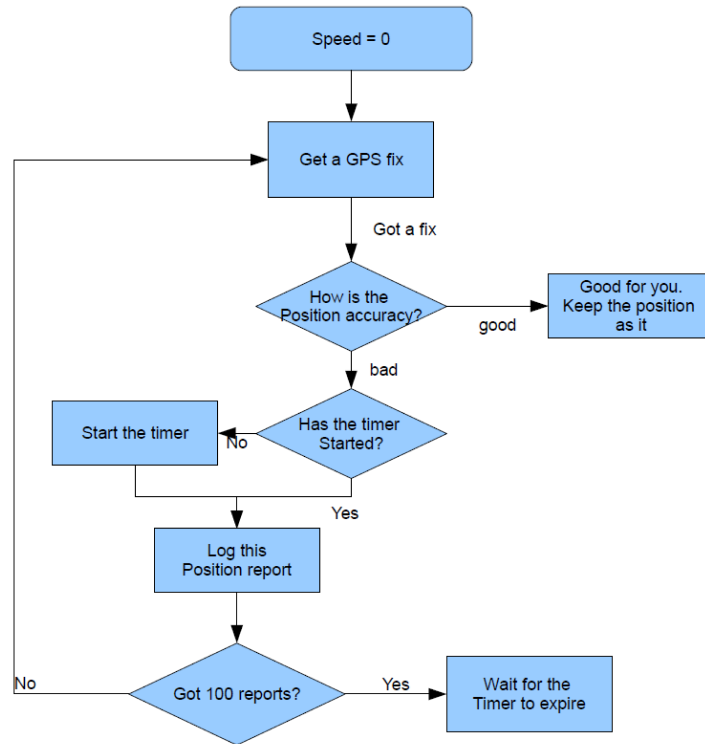 Speed = 0
Get a GPS fix
Got a fix
How is the
Position accuracy?
good
Good for you.
Keep the position
as it
bad
Has the timer
Started?
No
Start the timer
Yes
Log this
Position report
Got 100 reports?
No
Yes
Wait for the
Timer to expire